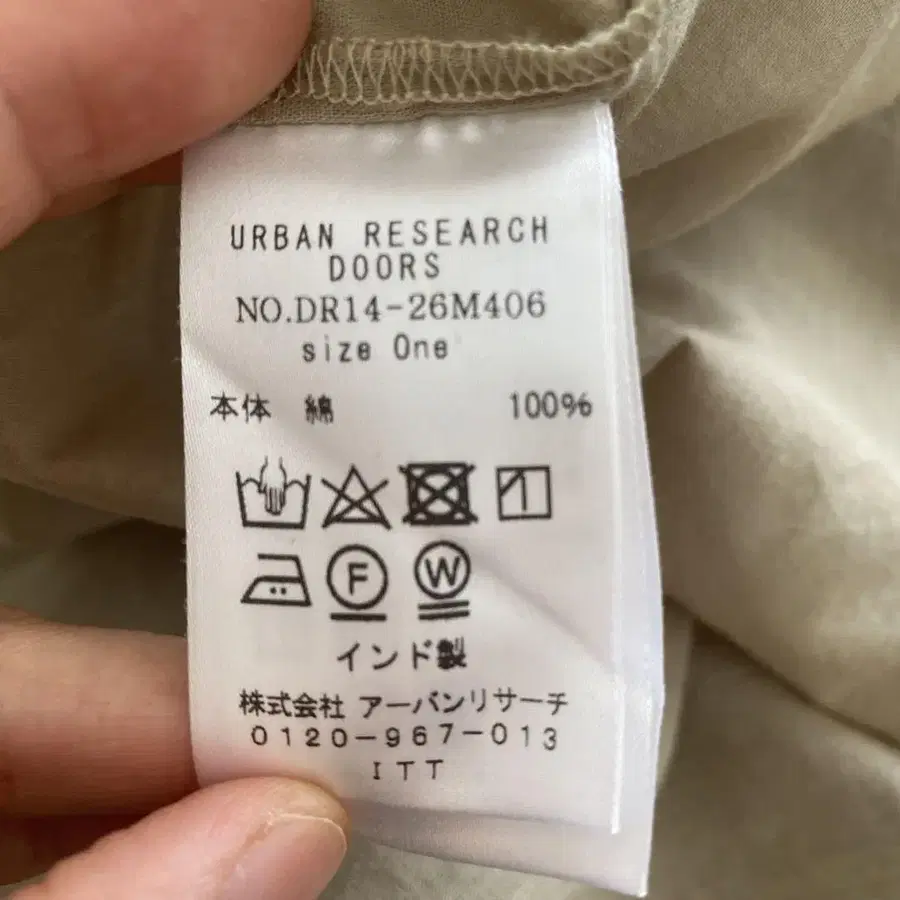 URBAN RESEARCH
DOORS
NO.DR14-26M406
size One
本体 綿 100%
F W
インド製
株式会社 アーバンリサーチ
0120-967-013
ITT